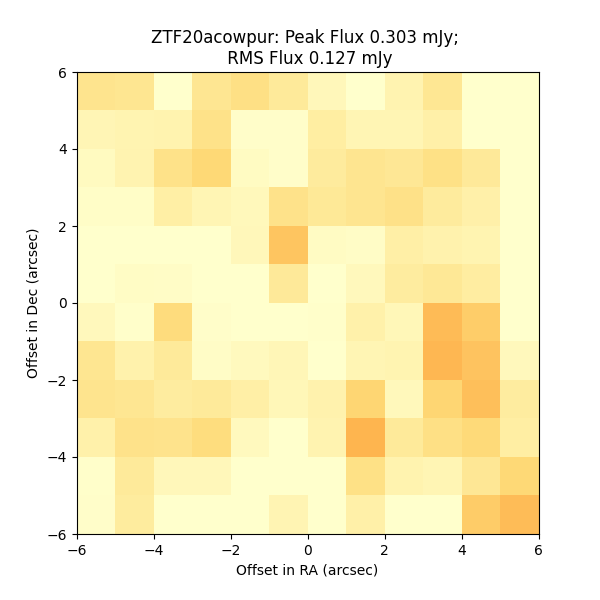 ZTF20acowpur: Peak Flux 0.303 mJy;
RMS Flux 0.127 mJy
6
4
2
0
−2
−4
−6
Offset in Dec (arcsec)
−6 −4 −2 0 2 4 6
Offset in RA (arcsec)